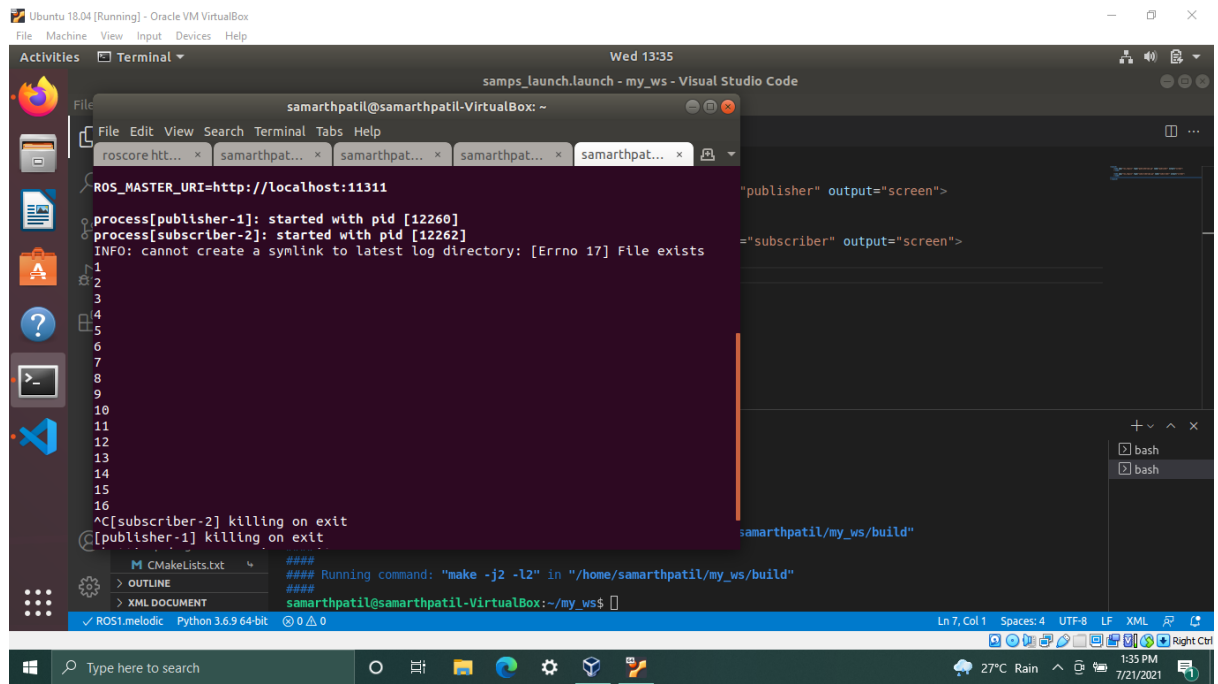 Ubuntu 18.04 [Running] - Oracle VM VirtualBox
File Machine View Input Devices Help
Activities Terminal Wed 13:35
samps_launch.launch - my_ws - Visual Studio Code
File
samarthpatil@samarthpatil-VirtualBox: ~
File Edit View Search Terminal Tabs Help
roscore htt... × samarthpat... × samarthpat... × samarthpat... × samarthpat... ×
ROS_MASTER_URI=http://localhost:11311
"publisher" output="screen">
process[publisher-1]: started with pid [12260]
process[subscriber-2]: started with pid [12262]
="subscriber" output="screen">
INFO: cannot create a symlink to latest log directory: [Errno 17] File exists
1
2
3
4
5
6
7
8
9
10
11
12
13
14
15
16
^C[subscriber-2] killing on exit
[publisher-1] killing on exit
bash
bash
samarthpatil/my_ws/build"
####
#### Running command: "make -j2 -l2" in "/home/samarthpatil/my_ws/build"
####
samarthpatil@samarthpatil-VirtualBox:~/my_ws$
M CMakeLists.txt
> OUTLINE
> XML DOCUMENT
ROS1.melodic Python 3.6.9 64-bit 0 0 Ln 7, Col 1 Spaces: 4 UTF-8 LF XML
Right Ctrl
Type here to search 27°C Rain 1:35 PM
7/21/2021
1